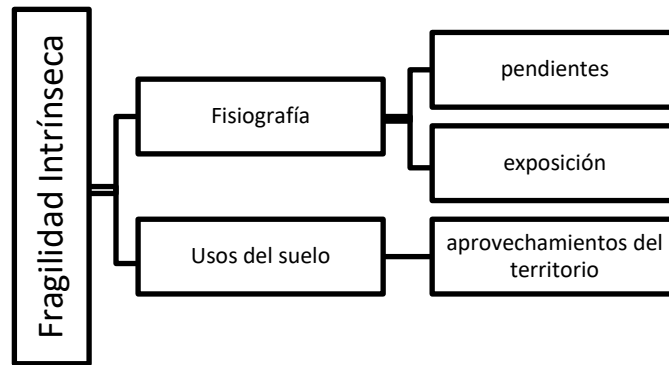 Fragilidad Intrínseca
Fisiografía
pendientes
exposición
Usos del suelo
aprovechamientos del
territorio